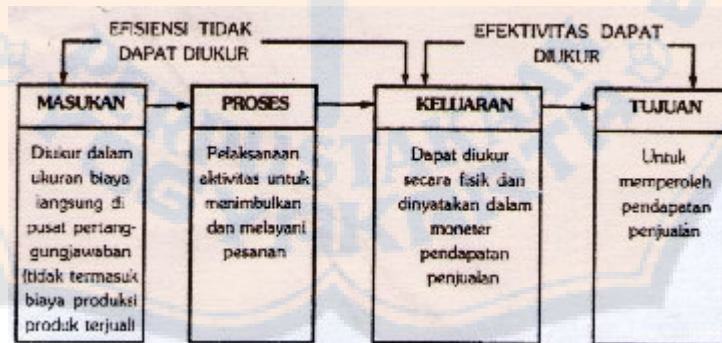 EFISIENSI TIDAK
DAPAT DIUKUR
EFEKTIVITAS DAPAT
DIUKUR
MASUKAN
Diukur dalam
ukuran biaya
langsung di
pusat pertang-
gungjawaban
(tidak termasuk
biaya produksi
produk terjual)
PROSES
Pelaksanaan
aktivitas untuk
menimbulkan
dan melayani
pesanan
KELUARAN
Dapat diukur
secara fisik dan
dinyatakan dalam
moneter
pendapatan
penjualan
TUJUAN
Untuk
memperoleh
pendapatan
penjualan